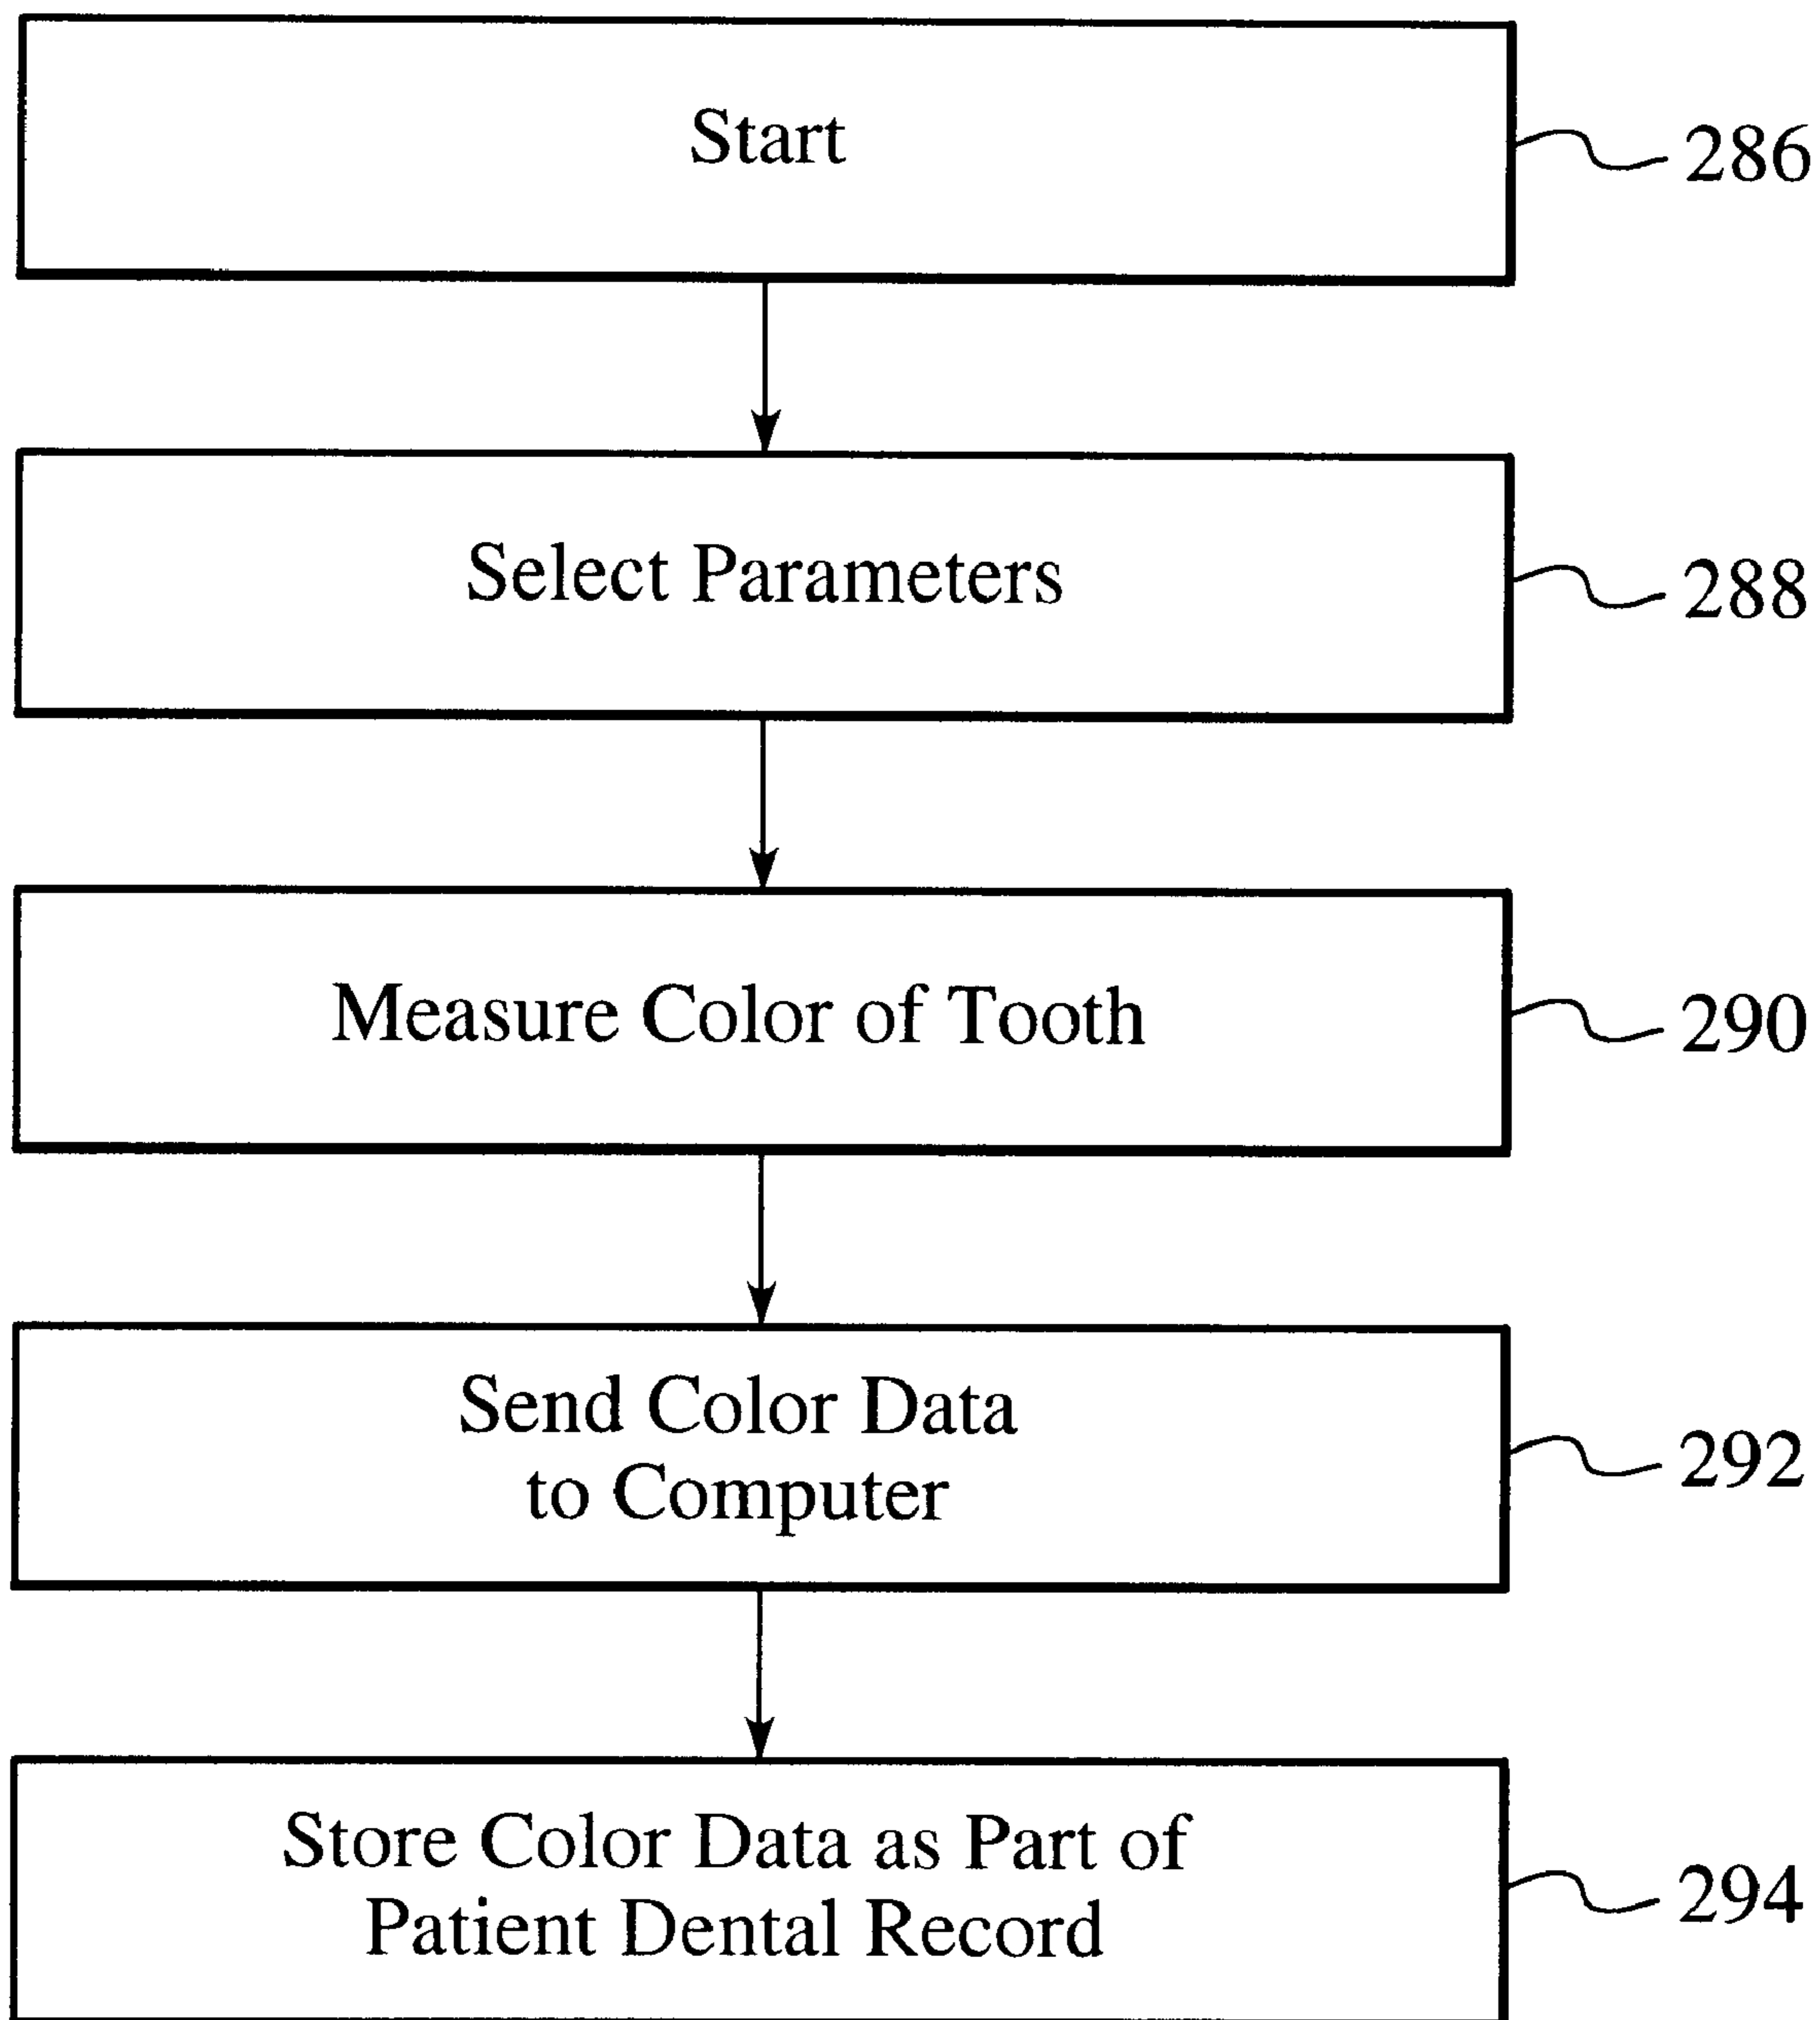 Start
286
Select Parameters
288
Measure Color of Tooth
290
Send Color Data
to Computer
292
Store Color Data as Part of
Patient Dental Record
294